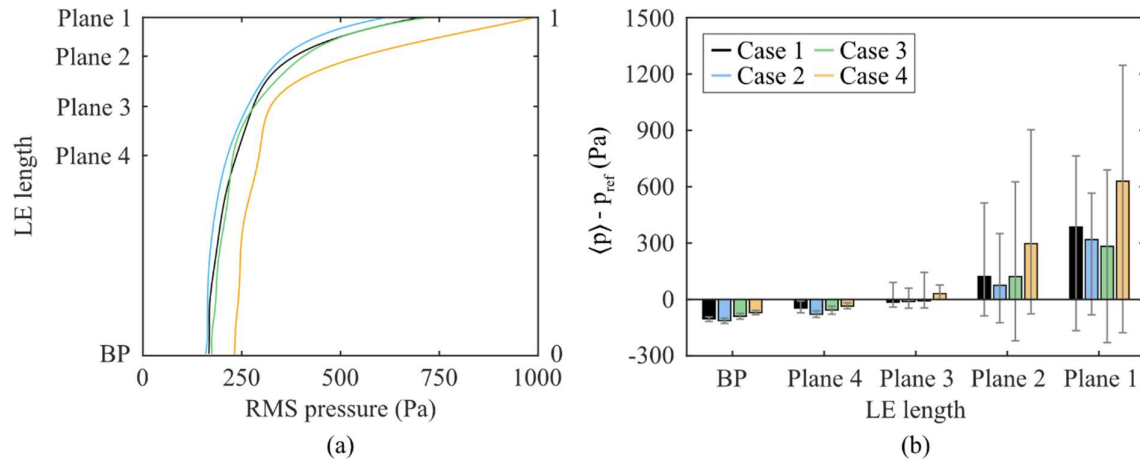 Plane 1
Plane 2
Plane 3
Plane 4
BP
LE length
1
0
0 250 500 750 1000
RMS pressure (Pa)
(a)
1500
1200
900
600
300
0
-300
⟨p⟩ - p_ref (Pa)
Case 1 Case 3
Case 2 Case 4
BP Plane 4 Plane 3 Plane 2 Plane 1
LE length
(b)